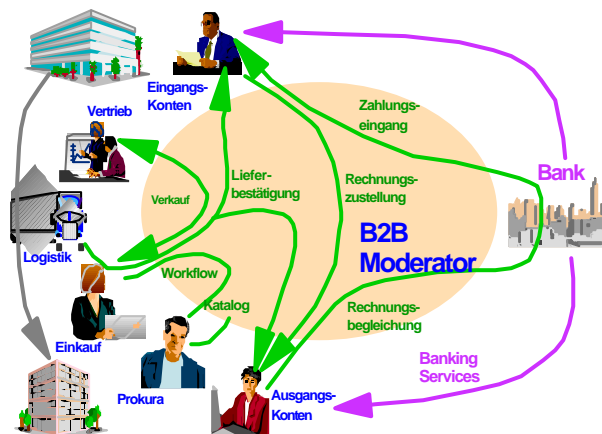 Eingangs-
Konten
Vertrieb
Zahlungs-
eingang
Bank
Liefer-
bestätigung
Verkauf
Rechnungs-
zustellung
B2B
Moderator
Logistik
Workflow
Katalog
Rechnungs-
begleichung
Einkauf
Banking
Services
Prokura
Ausgangs-
Konten